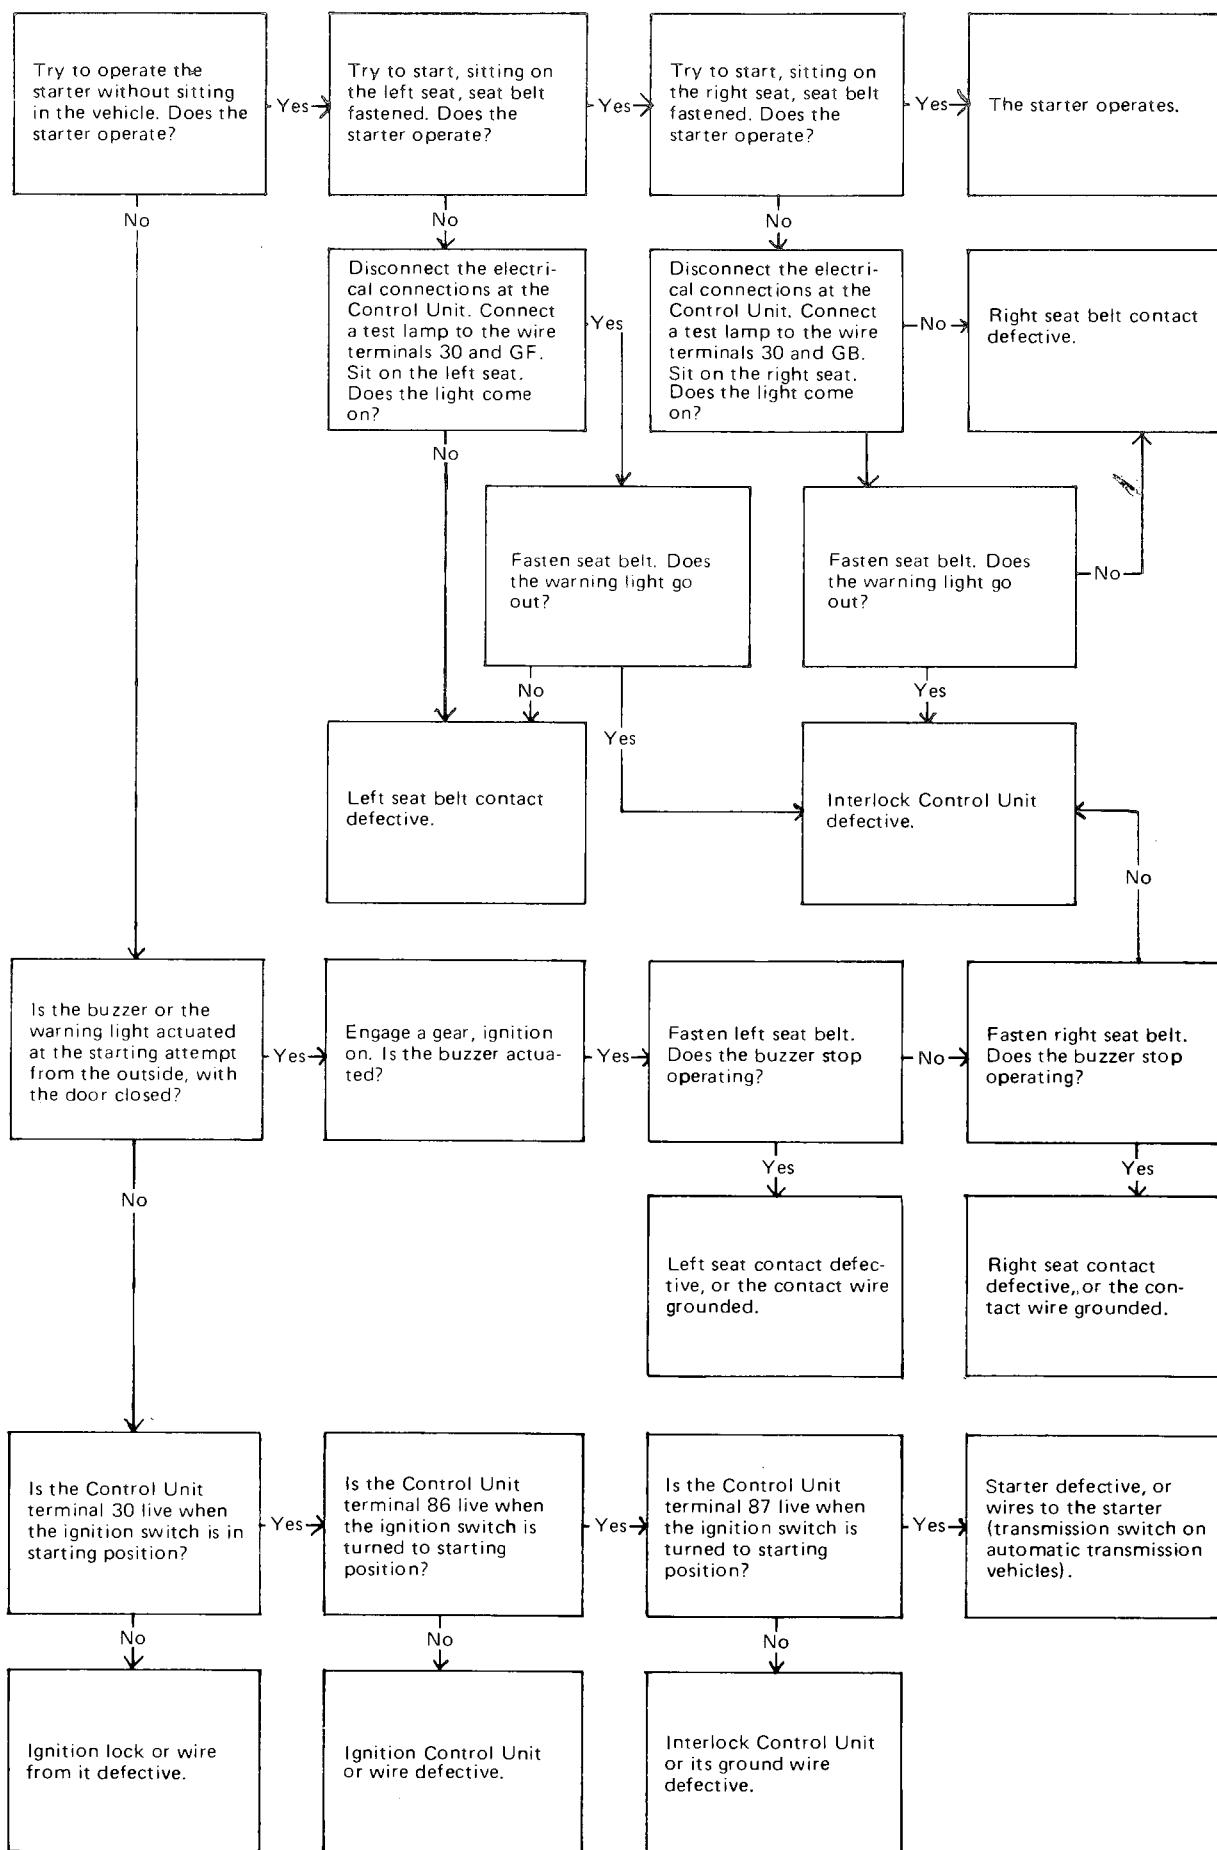 Try to operate the
starter without sitting
in the vehicle. Does the
starter operate?
Yes
Try to start, sitting on
the left seat, seat belt
fastened. Does the
starter operate?
Yes
Try to start, sitting on
the right seat, seat belt
fastened. Does the
starter operate?
Yes
The starter operates.
No
No
No
Disconnect the electri-
cal connections at the
Control Unit. Connect
a test lamp to the wire
terminals 30 and GF.
Sit on the left seat.
Does the light come
on?
Yes
Disconnect the electri-
cal connections at the
Control Unit. Connect
a test lamp to the wire
terminals 30 and GB.
Sit on the right seat.
Does the light come
on?
No
Right seat belt contact
defective.
No
Fasten seat belt. Does
the warning light go
out?
Fasten seat belt. Does
the warning light go
out?
No
No
Yes
Yes
Left seat belt contact
defective.
Interlock Control Unit
defective.
No
Is the buzzer or the
warning light actuated
at the starting attempt
from the outside, with
the door closed?
Yes
Engage a gear, ignition
on. Is the buzzer actua-
ted?
Yes
Fasten left seat belt.
Does the buzzer stop
operating?
No
Fasten right seat belt.
Does the buzzer stop
operating?
No
Yes
Yes
Left seat contact defec-
tive, or the contact wire
grounded.
Right seat contact
defective, or the con-
tact wire grounded.
Is the Control Unit
terminal 30 live when
the ignition switch is in
starting position?
Yes
Is the Control Unit
terminal 86 live when
the ignition switch is
turned to starting
position?
Yes
Is the Control Unit
terminal 87 live when
the ignition switch is
turned to starting
position?
Yes
Starter defective, or
wires to the starter
(transmission switch on
automatic transmission
vehicles).
No
No
No
Ignition lock or wire
from it defective.
Ignition Control Unit
or wire defective.
Interlock Control Unit
or its ground wire
defective.